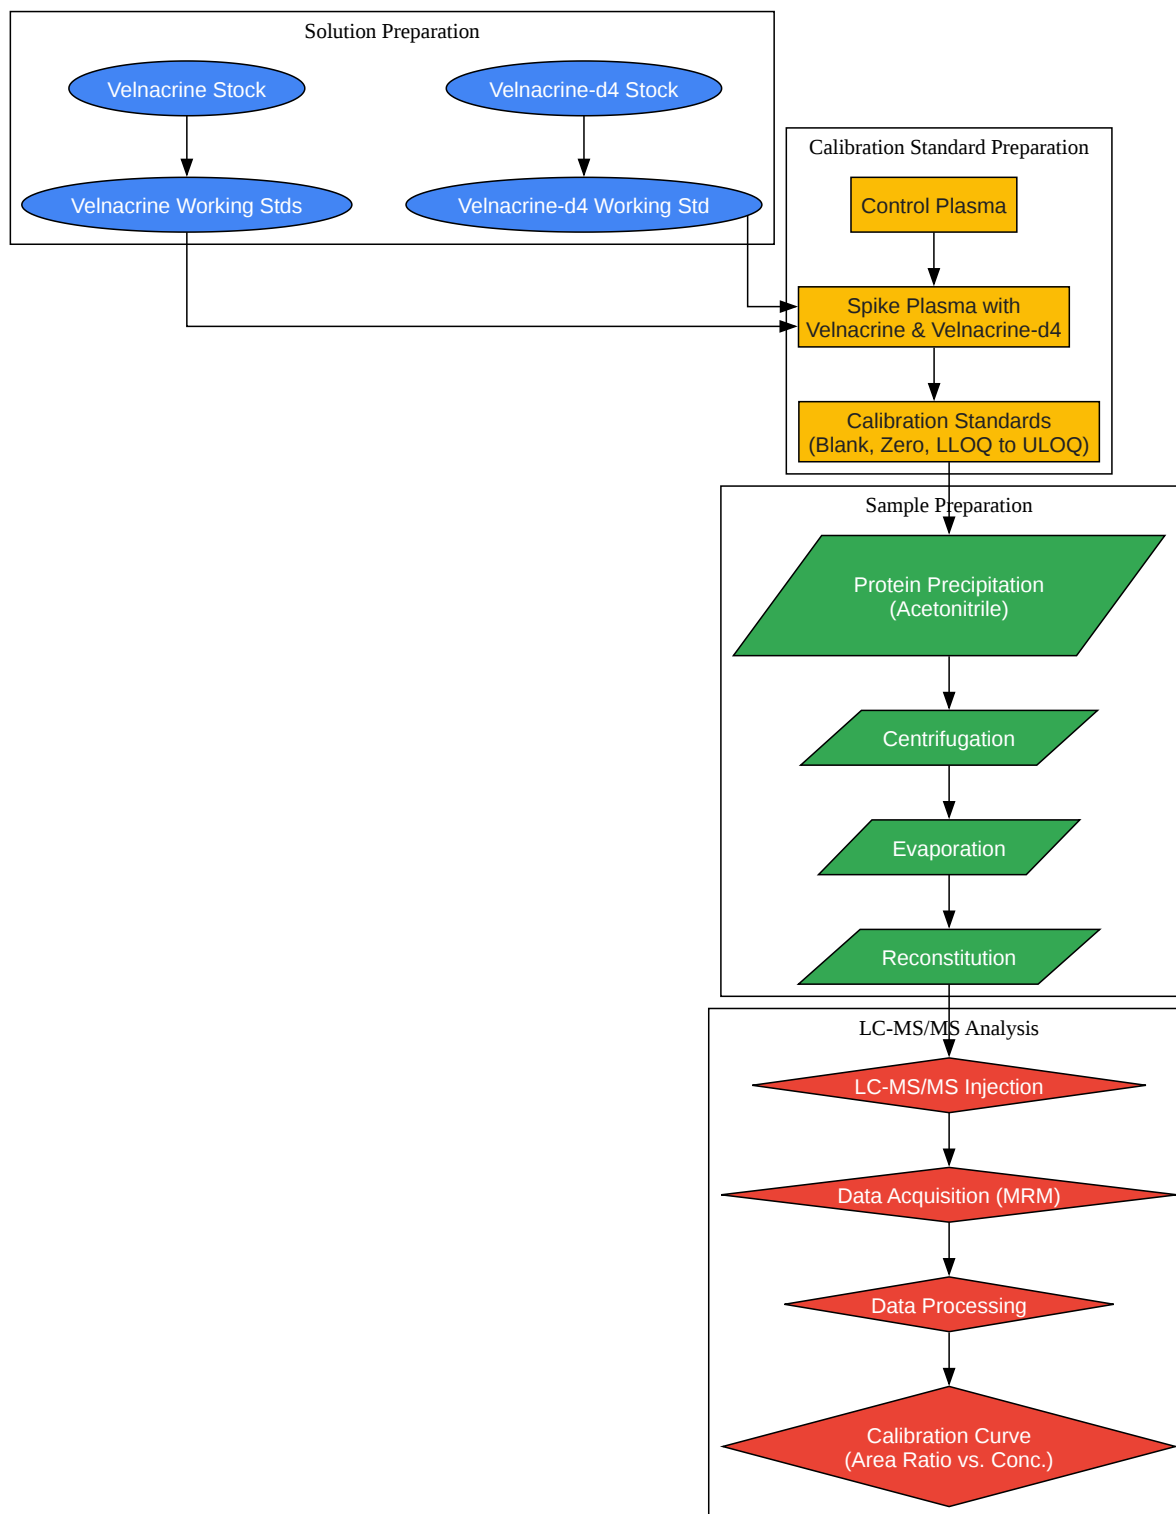 Solution Preparation
Velnacrine Stock
Velnacrine-d4 Stock
Velnacrine Working Stds
Velnacrine-d4 Working Std
Calibration Standard Preparation
Control Plasma
Spike Plasma with
Velnacrine & Velnacrine-d4
Calibration Standards
(Blank, Zero, LLOQ to ULOQ)
Sample Preparation
Protein Precipitation
(Acetonitrile)
Centrifugation
Evaporation
Reconstitution
LC-MS/MS Analysis
LC-MS/MS Injection
Data Acquisition (MRM)
Data Processing
Calibration Curve
(Area Ratio vs. Conc.)